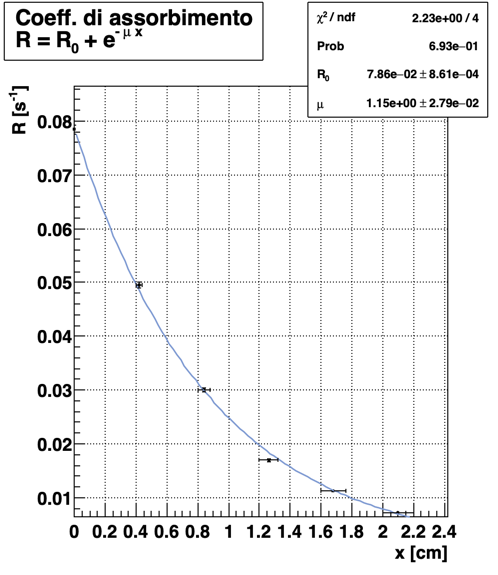 Coeff. di assorbimento
R = R₀ + e⁻ μ ˣ
χ² / ndf 2.23e+00 / 4
Prob 6.93e−01
R₀ 7.86e−02 ± 8.61e−04
μ 1.15e+00 ± 2.79e−02
R [s⁻¹]
0.08
0.07
0.06
0.05
0.04
0.03
0.02
0.01
0 0.2 0.4 0.6 0.8 1 1.2 1.4 1.6 1.8 2 2.2 2.4
x [cm]